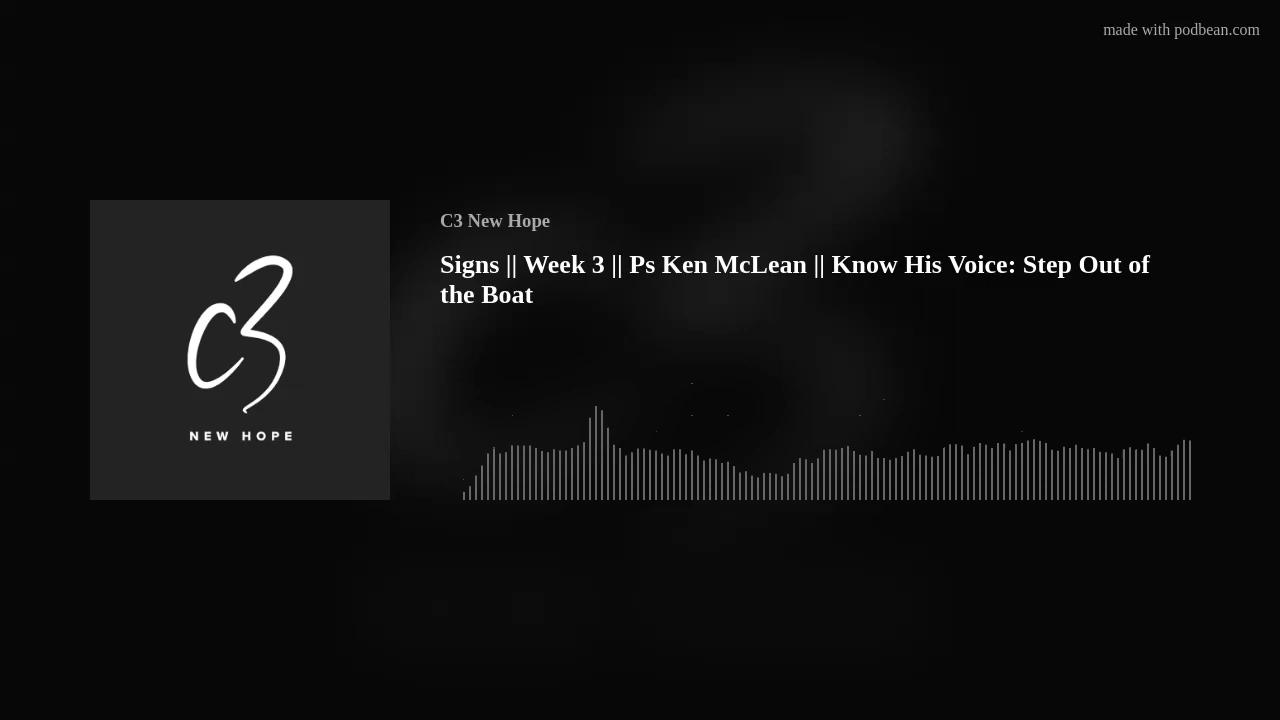 made with podbean.com
C3 New Hope
Signs || Week 3 || Ps Ken McLean || Know His Voice: Step Out of
the Boat
c3
NEW HOPE